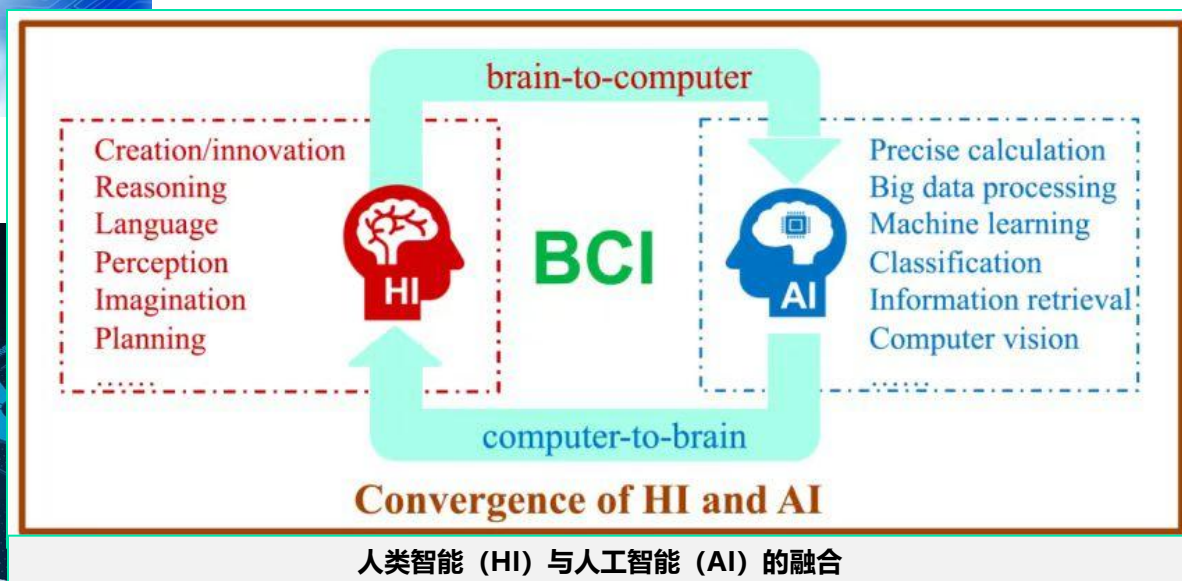 brain-to-computer
Creation/innovation
Reasoning
Language
Perception
Imagination
Planning
......
HI
BCI
AI
Precise calculation
Big data processing
Machine learning
Classification
Information retrieval
Computer vision
......
computer-to-brain
Convergence of HI and AI
人类智能（HI）与人工智能（AI）的融合